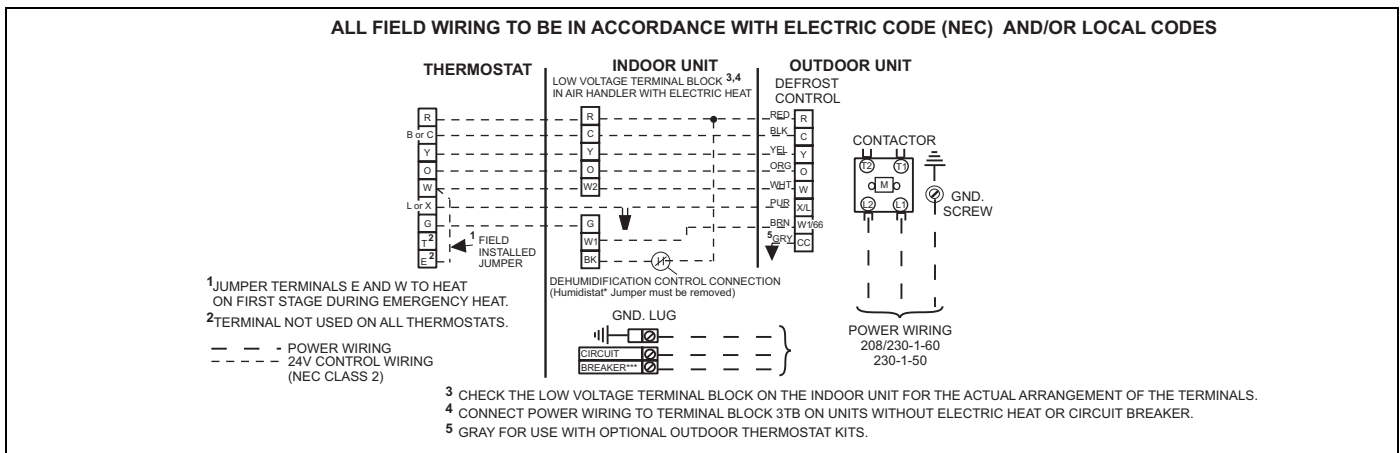 ALL FIELD WIRING TO BE IN ACCORDANCE WITH ELECTRIC CODE (NEC) AND/OR LOCAL CODES
THERMOSTAT
R
B or C
Y
O
W
L or X
G
T 2
E 2
1 FIELD
INSTALLED
JUMPER
INDOOR UNIT
LOW VOLTAGE TERMINAL BLOCK 3,4
IN AIR HANDLER WITH ELECTRIC HEAT
R
C
Y
O
W2
G
W1
BK
DEHUMIDIFICATION CONTROL CONNECTION
(Humidistat* Jumper must be removed)
GND. LUG
CIRCUIT
BREAKER***
OUTDOOR UNIT
DEFROST
CONTROL
RED R
BLK C
YEL Y
ORG O
WHT W
PUR X/L
BRN W1/66
5 GRY CC
CONTACTOR
T2 T1
M
L2 L1
GND.
SCREW
POWER WIRING
208/230-1-60
230-1-50
1 JUMPER TERMINALS E AND W TO HEAT
ON FIRST STAGE DURING EMERGENCY HEAT.
2 TERMINAL NOT USED ON ALL THERMOSTATS.
POWER WIRING
24V CONTROL WIRING
(NEC CLASS 2)
3 CHECK THE LOW VOLTAGE TERMINAL BLOCK ON THE INDOOR UNIT FOR THE ACTUAL ARRANGEMENT OF THE TERMINALS.
4 CONNECT POWER WIRING TO TERMINAL BLOCK 3TB ON UNITS WITHOUT ELECTRIC HEAT OR CIRCUIT BREAKER.
5 GRAY FOR USE WITH OPTIONAL OUTDOOR THERMOSTAT KITS.